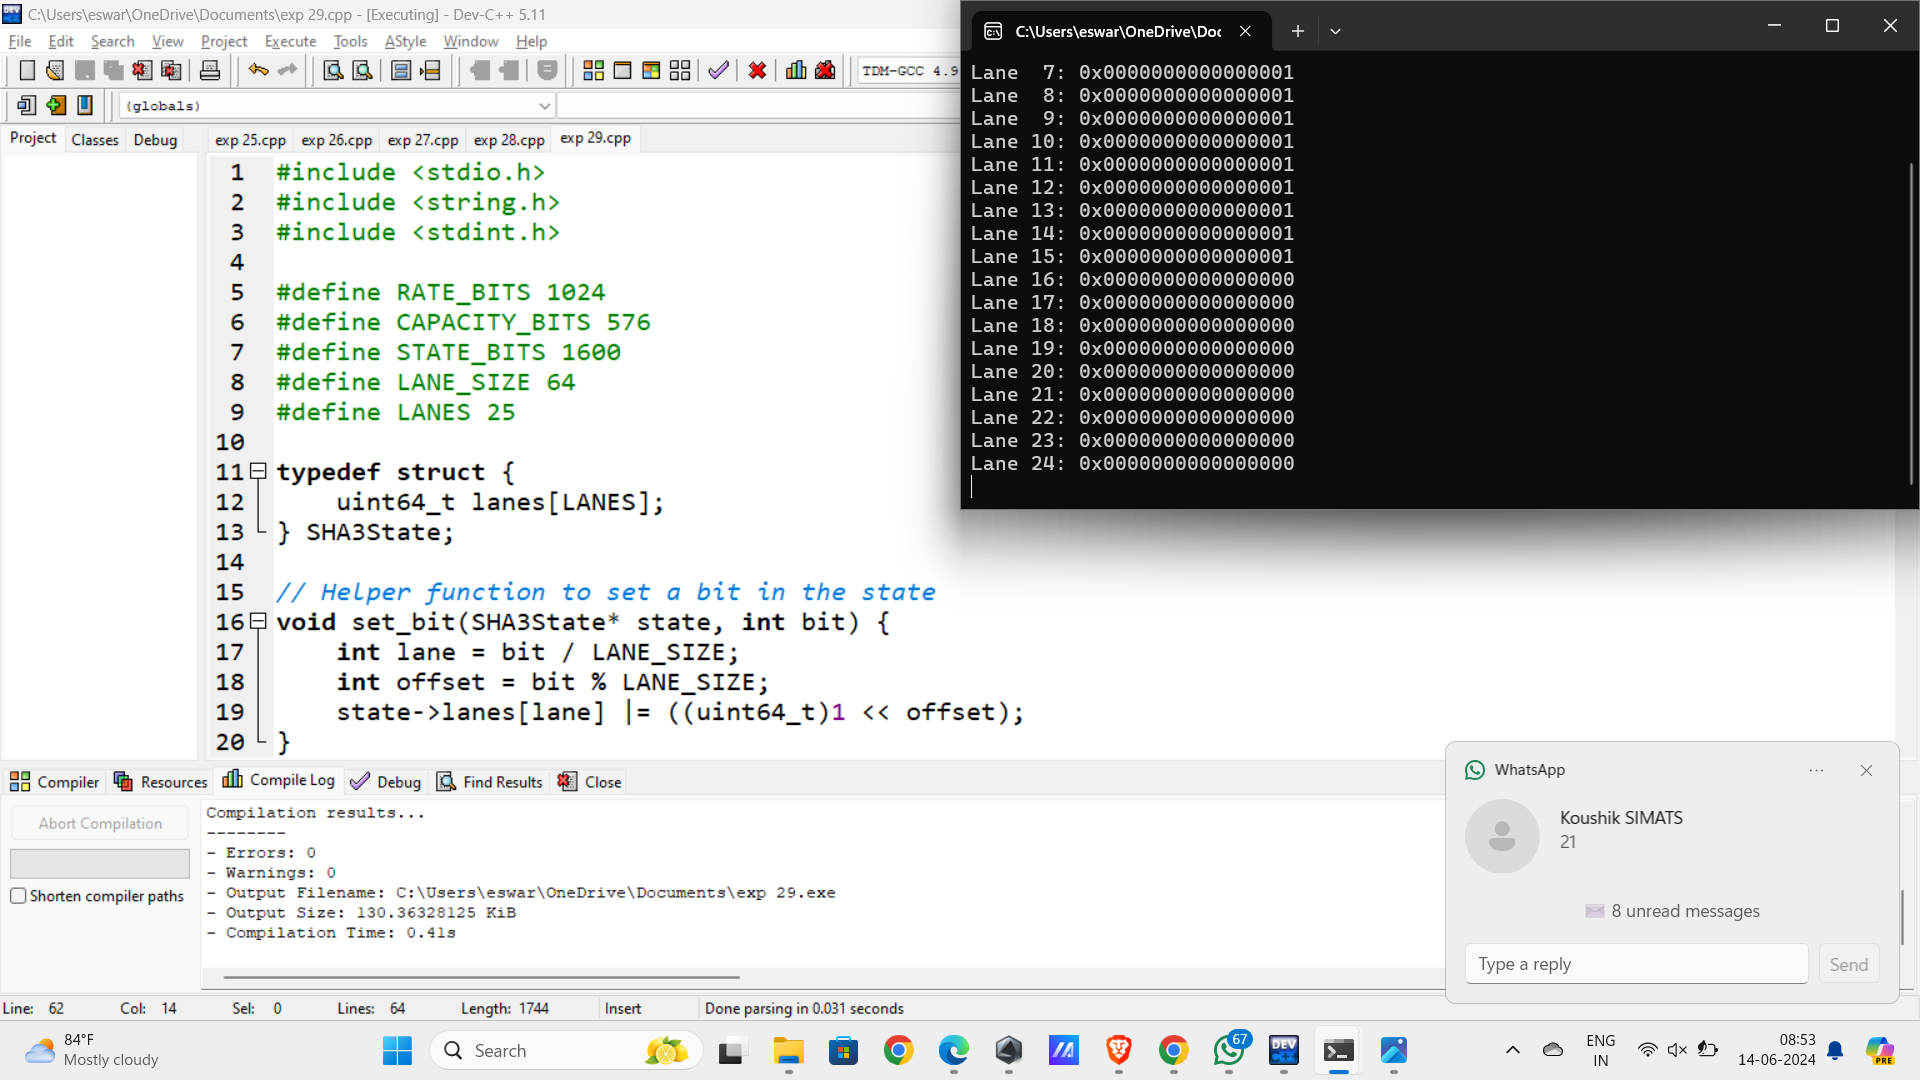 C:\Users\eswar\OneDrive\Documents\exp 29.cpp - [Executing] - Dev-C++ 5.11
File Edit Search View Project Execute Tools AStyle Window Help
TDM-GCC 4.9
(globals)
Project Classes Debug
exp 25.cpp exp 26.cpp exp 27.cpp exp 28.cpp exp 29.cpp
1 #include <stdio.h>
2 #include <string.h>
3 #include <stdint.h>
4
5 #define RATE_BITS 1024
6 #define CAPACITY_BITS 576
7 #define STATE_BITS 1600
8 #define LANE_SIZE 64
9 #define LANES 25
10
11 typedef struct {
12 uint64_t lanes[LANES];
13 } SHA3State;
14
15 // Helper function to set a bit in the state
16 void set_bit(SHA3State* state, int bit) {
17 int lane = bit / LANE_SIZE;
18 int offset = bit % LANE_SIZE;
19 state->lanes[lane] |= ((uint64_t)1 << offset);
20 }
C:\Users\eswar\OneDrive\Doc
Lane  7: 0x0000000000000001
Lane  8: 0x0000000000000001
Lane  9: 0x0000000000000001
Lane 10: 0x0000000000000001
Lane 11: 0x0000000000000001
Lane 12: 0x0000000000000001
Lane 13: 0x0000000000000001
Lane 14: 0x0000000000000001
Lane 15: 0x0000000000000001
Lane 16: 0x0000000000000000
Lane 17: 0x0000000000000000
Lane 18: 0x0000000000000000
Lane 19: 0x0000000000000000
Lane 20: 0x0000000000000000
Lane 21: 0x0000000000000000
Lane 22: 0x0000000000000000
Lane 23: 0x0000000000000000
Lane 24: 0x0000000000000000
Compiler Resources Compile Log Debug Find Results Close
Abort Compilation
Shorten compiler paths
Compilation results...
--------
- Errors: 0
- Warnings: 0
- Output Filename: C:\Users\eswar\OneDrive\Documents\exp 29.exe
- Output Size: 130.36328125 KiB
- Compilation Time: 0.41s
WhatsApp
Koushik SIMATS
21
8 unread messages
Type a reply
Send
Line: 62 Col: 14 Sel: 0 Lines: 64 Length: 1744 Insert Done parsing in 0.031 seconds
84°F
Mostly cloudy
Search
DEV
67
ENG
IN
08:53
14-06-2024
PRE